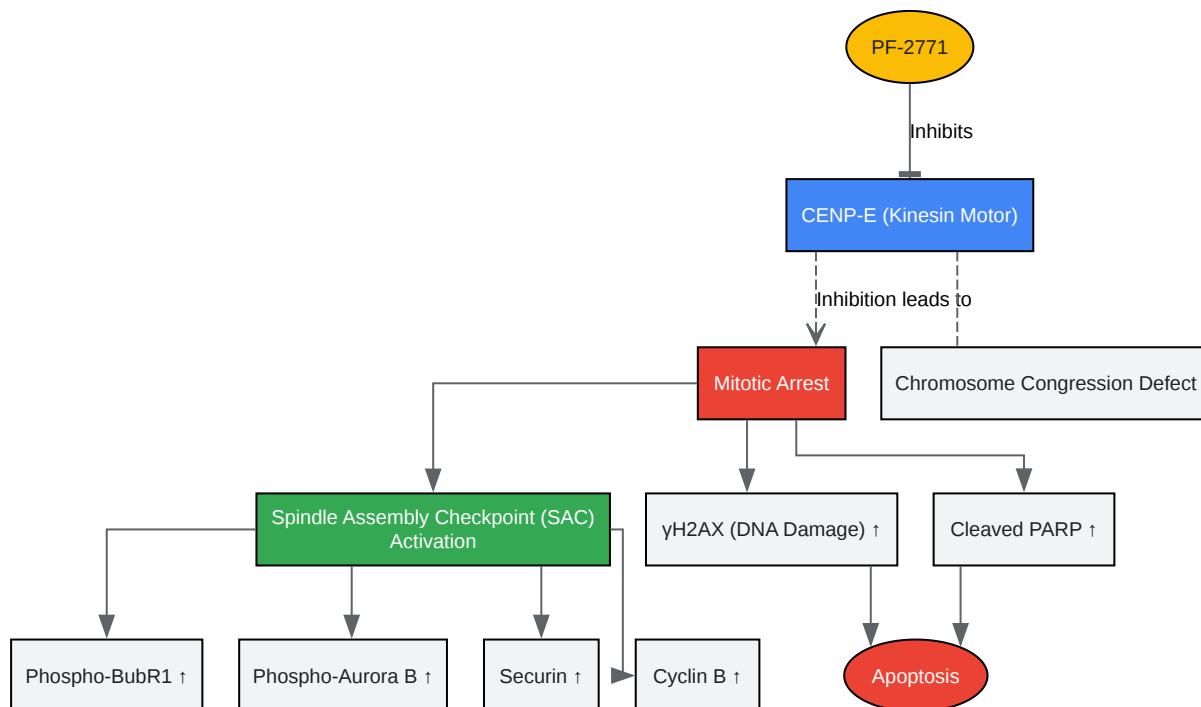 PF-2771
Inhibits
CENP-E (Kinesin Motor)
Inhibition leads to
Mitotic Arrest
Chromosome Congression Defect
Spindle Assembly Checkpoint (SAC)
Activation
γH2AX (DNA Damage) ↑
Cleaved PARP ↑
Phospho-BubR1 ↑
Phospho-Aurora B ↑
Securin ↑
Cyclin B ↑
Apoptosis